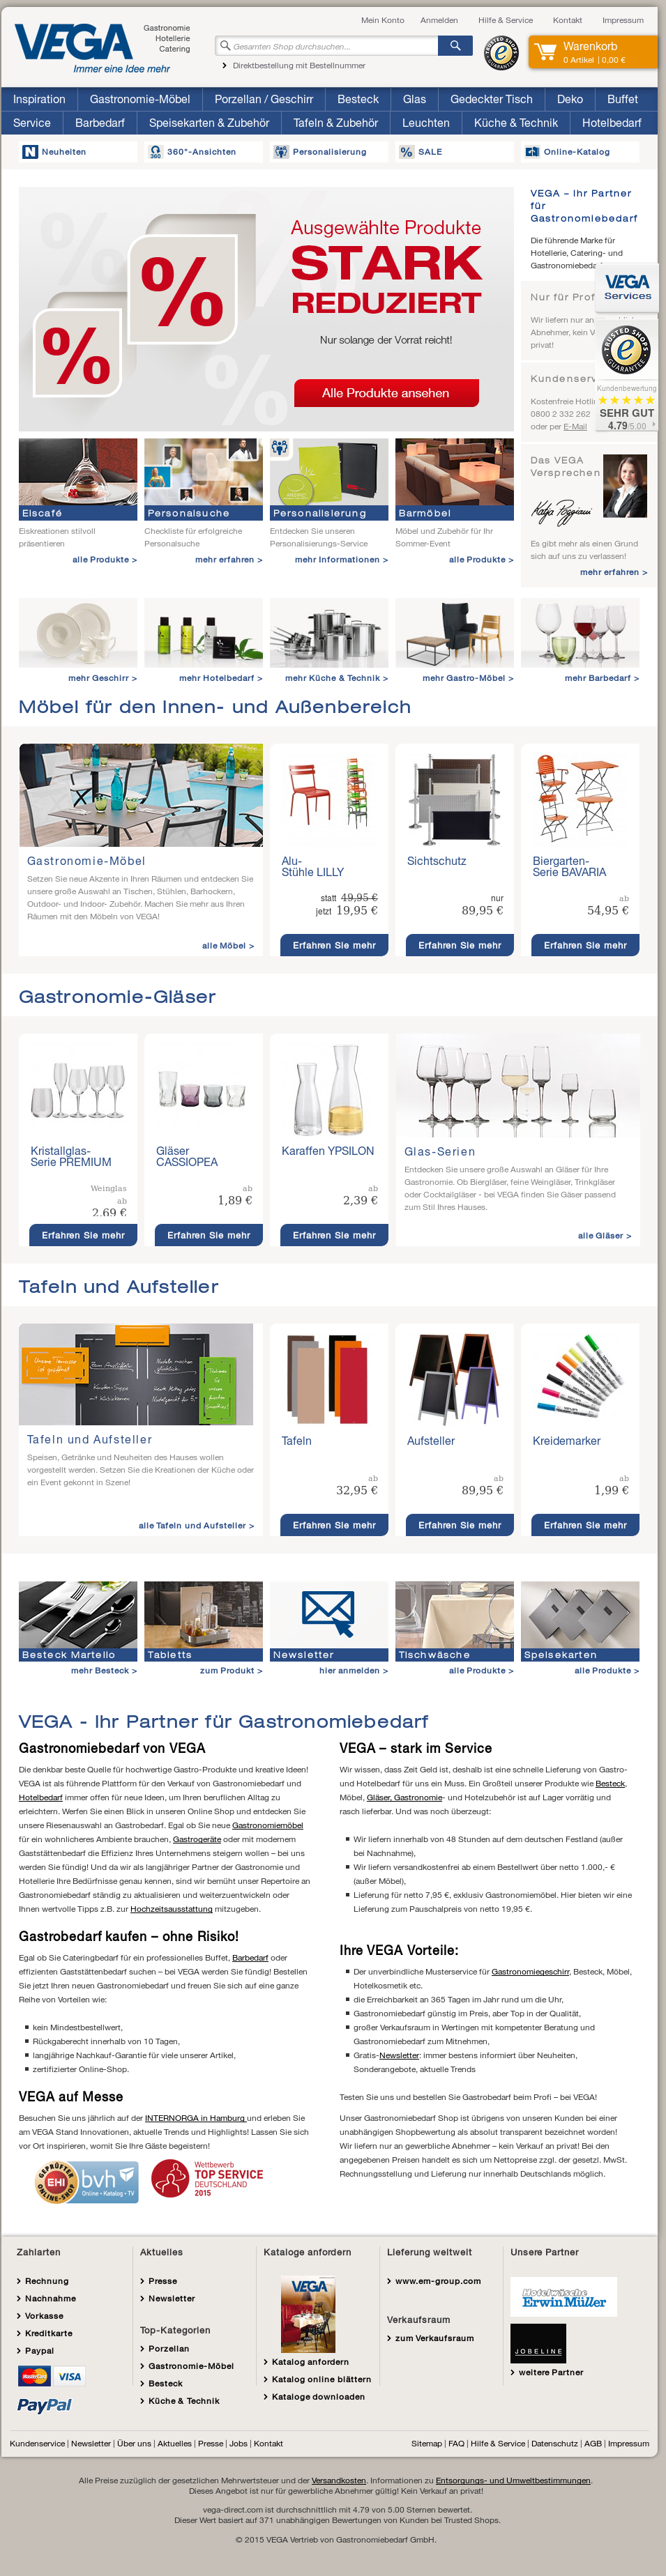 VEGA
Immer eine Idee mehr
Gastronomie
Hotellerie
Catering
Mein Konto Anmelden Hilfe & Service Kontakt Impressum
Gesamten Shop durchsuchen...
Direktbestellung mit Bestellnummer
TRUSTED SHOPS GUARANTEE
Warenkorb
0 Artikel | 0,00 €
Inspiration Gastronomie-Möbel Porzellan / Geschirr Besteck Glas Gedeckter Tisch Deko Buffet
Service Barbedarf Speisekarten & Zubehör Tafeln & Zubehör Leuchten Küche & Technik Hotelbedarf
N Neuheiten 360 360°-Ansichten Personalisierung % SALE Online-Katalog
Ausgewählte Produkte
STARK
REDUZIERT
Nur solange der Vorrat reicht!
Alle Produkte ansehen
VEGA – Ihr Partner
für
Gastronomiebedarf
Die führende Marke für
Hotellerie, Catering- und
Gastronomiebedarf
VEGA
Services
Nur für Prof
Wir liefern nur an
Abnehmer, kein V
privat!
TRUSTED SHOPS GUARANTEE
Kundenbewertung
SEHR GUT
4.79/5.00
Kundenserv
Kostenfreie Hotlin
0800 2 332 262
oder per E-Mail
Das VEGA
Versprechen
Es gibt mehr als einen Grund
sich auf uns zu verlassen!
mehr erfahren >
Eiscafé
Eiskreationen stilvoll
präsentieren
alle Produkte >
Personalsuche
Checkliste für erfolgreiche
Personalsuche
mehr erfahren >
Personalisierung
Entdecken Sie unseren
Personalisierungs-Service
mehr Informationen >
Barmöbel
Möbel und Zubehör für Ihr
Sommer-Event
alle Produkte >
mehr Geschirr > mehr Hotelbedarf > mehr Küche & Technik > mehr Gastro-Möbel > mehr Barbedarf >
Möbel für den Innen- und Außenbereich
Gastronomie-Möbel
Setzen Sie neue Akzente in Ihren Räumen und entdecken Sie
unsere große Auswahl an Tischen, Stühlen, Barhockern,
Outdoor- und Indoor- Zubehör. Machen Sie mehr aus Ihren
Räumen mit den Möbeln von VEGA!
alle Möbel >
Alu-
Stühle LILLY
statt 49,95 €
jetzt 19,95 €
Erfahren Sie mehr
Sichtschutz
nur
89,95 €
Erfahren Sie mehr
Biergarten-
Serie BAVARIA
ab
54,95 €
Erfahren Sie mehr
Gastronomie-Gläser
Kristallglas-
Serie PREMIUM
Weinglas
ab
2,69 €
Erfahren Sie mehr
Gläser
CASSIOPEA
ab
1,89 €
Erfahren Sie mehr
Karaffen YPSILON
ab
2,39 €
Erfahren Sie mehr
Glas-Serien
Entdecken Sie unsere große Auswahl an Gläser für Ihre
Gastronomie. Ob Biergläser, feine Weingläser, Trinkgläser
oder Cocktailgläser - bei VEGA finden Sie Gäser passend
zum Stil Ihres Hauses.
alle Gläser >
Tafeln und Aufsteller
Tafeln und Aufsteller
Speisen, Getränke und Neuheiten des Hauses wollen
vorgestellt werden. Setzen Sie die Kreationen der Küche oder
ein Event gekonnt in Szene!
alle Tafeln und Aufsteller >
Tafeln
ab
32,95 €
Erfahren Sie mehr
Aufsteller
ab
89,95 €
Erfahren Sie mehr
Kreidemarker
ab
1,99 €
Erfahren Sie mehr
Besteck Martello
mehr Besteck >
Tabletts
zum Produkt >
Newsletter
hier anmelden >
Tischwäsche
alle Produkte >
Speisekarten
alle Produkte >
VEGA - Ihr Partner für Gastronomiebedarf
Gastronomiebedarf von VEGA
Die denkbar beste Quelle für hochwertige Gastro-Produkte und kreative Ideen!
VEGA ist als führende Plattform für den Verkauf von Gastronomiebedarf und
Hotelbedarf immer offen für neue Ideen, um Ihren beruflichen Alltag zu
erleichtern. Werfen Sie einen Blick in unseren Online Shop und entdecken Sie
unsere Riesenauswahl an Gastrobedarf. Egal ob Sie neue Gastronomiemöbel
für ein wohnlicheres Ambiente brauchen, Gastrogeräte oder mit modernem
Gaststättenbedarf die Effizienz Ihres Unternehmens steigern wollen – bei uns
werden Sie fündig! Und da wir als langjähriger Partner der Gastronomie und
Hotellerie Ihre Bedürfnisse genau kennen, sind wir bemüht unser Repertoire an
Gastronomiebedarf ständig zu aktualisieren und weiterzuentwickeln oder
Ihnen wertvolle Tipps z.B. zur Hochzeitsausstattung mitzugeben.
Gastrobedarf kaufen – ohne Risiko!
Egal ob Sie Cateringbedarf für ein professionelles Buffet, Barbedarf oder
effizienten Gaststättenbedarf suchen – bei VEGA werden Sie fündig! Bestellen
Sie jetzt Ihren neuen Gastronomiebedarf und freuen Sie sich auf eine ganze
Reihe von Vorteilen wie:
kein Mindestbestellwert,
Rückgaberecht innerhalb von 10 Tagen,
langjährige Nachkauf-Garantie für viele unserer Artikel,
zertifizierter Online-Shop.
VEGA auf Messe
Besuchen Sie uns jährlich auf der INTERNORGA in Hamburg und erleben Sie
am VEGA Stand Innovationen, aktuelle Trends und Highlights! Lassen Sie sich
vor Ort inspirieren, womit Sie Ihre Gäste begeistern!
GEPRÜFTER EHI ONLINE-SHOP
bvh
Online • Katalog • TV
Wettbewerb
TOP SERVICE
DEUTSCHLAND
2015
VEGA – stark im Service
Wir wissen, dass Zeit Geld ist, deshalb ist eine schnelle Lieferung von Gastro-
und Hotelbedarf für uns ein Muss. Ein Großteil unserer Produkte wie Besteck,
Möbel, Gläser, Gastronomie- und Hotelzubehör ist auf Lager vorrätig und
rasch lieferbar. Und was noch überzeugt:
Wir liefern innerhalb von 48 Stunden auf dem deutschen Festland (außer
bei Nachnahme),
Wir liefern versandkostenfrei ab einem Bestellwert über netto 1.000,- €
(außer Möbel),
Lieferung für netto 7,95 €, exklusiv Gastronomiemöbel. Hier bieten wir eine
Lieferung zum Pauschalpreis von netto 19,95 €.
Ihre VEGA Vorteile:
Der unverbindliche Musterservice für Gastronomiegeschirr, Besteck, Möbel,
Hotelkosmetik etc.
die Erreichbarkeit an 365 Tagen im Jahr rund um die Uhr,
Gastronomiebedarf günstig im Preis, aber Top in der Qualität,
großer Verkaufsraum in Wertingen mit kompetenter Beratung und
Gastronomiebedarf zum Mitnehmen,
Gratis-Newsletter: immer bestens informiert über Neuheiten,
Sonderangebote, aktuelle Trends
Testen Sie uns und bestellen Sie Gastrobedarf beim Profi – bei VEGA!
Unser Gastronomiebedarf Shop ist übrigens von unseren Kunden bei einer
unabhängigen Shopbewertung als absolut transparent bezeichnet worden!
Wir liefern nur an gewerbliche Abnehmer – kein Verkauf an privat! Bei den
angegebenen Preisen handelt es sich um Nettopreise zzgl. der gesetzl. MwSt.
Rechnungsstellung und Lieferung nur innerhalb Deutschlands möglich.
Zahlarten
Rechnung
Nachnahme
Vorkasse
Kreditkarte
Paypal
MasterCard VISA
PayPal
Aktuelles
Presse
Newsletter
Top-Kategorien
Porzellan
Gastronomie-Möbel
Besteck
Küche & Technik
Kataloge anfordern
VEGA
Katalog anfordern
Katalog online blättern
Kataloge downloaden
Lieferung weltweit
www.em-group.com
Verkaufsraum
zum Verkaufsraum
Unsere Partner
Hotelwäsche
Erwin Müller
JOBELINE
weitere Partner
Kundenservice | Newsletter | Über uns | Aktuelles | Presse | Jobs | Kontakt
Sitemap | FAQ | Hilfe & Service | Datenschutz | AGB | Impressum
Alle Preise zuzüglich der gesetzlichen Mehrwertsteuer und der Versandkosten. Informationen zu Entsorgungs- und Umweltbestimmungen.
Dieses Angebot ist nur für gewerbliche Abnehmer gültig! Kein Verkauf an privat!
vega-direct.com ist durchschnittlich mit 4.79 von 5.00 Sternen bewertet.
Dieser Wert basiert auf 371 unabhängigen Bewertungen von Kunden bei Trusted Shops.
© 2015 VEGA Vertrieb von Gastronomiebedarf GmbH.